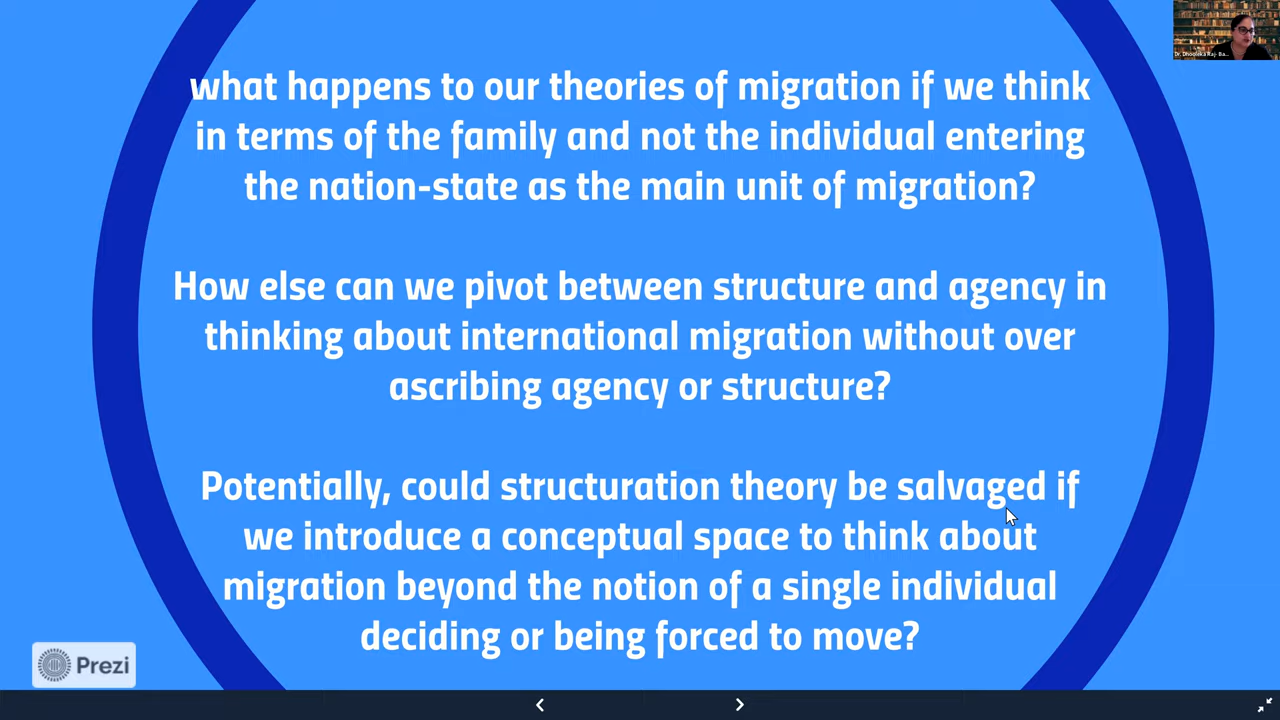 what happens to our theories of migration if we think
in terms of the family and not the individual entering
the nation-state as the main unit of migration?
How else can we pivot between structure and agency in
thinking about international migration without over
ascribing agency or structure?
Potentially, could structuration theory be salvaged if
we introduce a conceptual space to think about
migration beyond the notion of a single individual
deciding or being forced to move?
Prezi